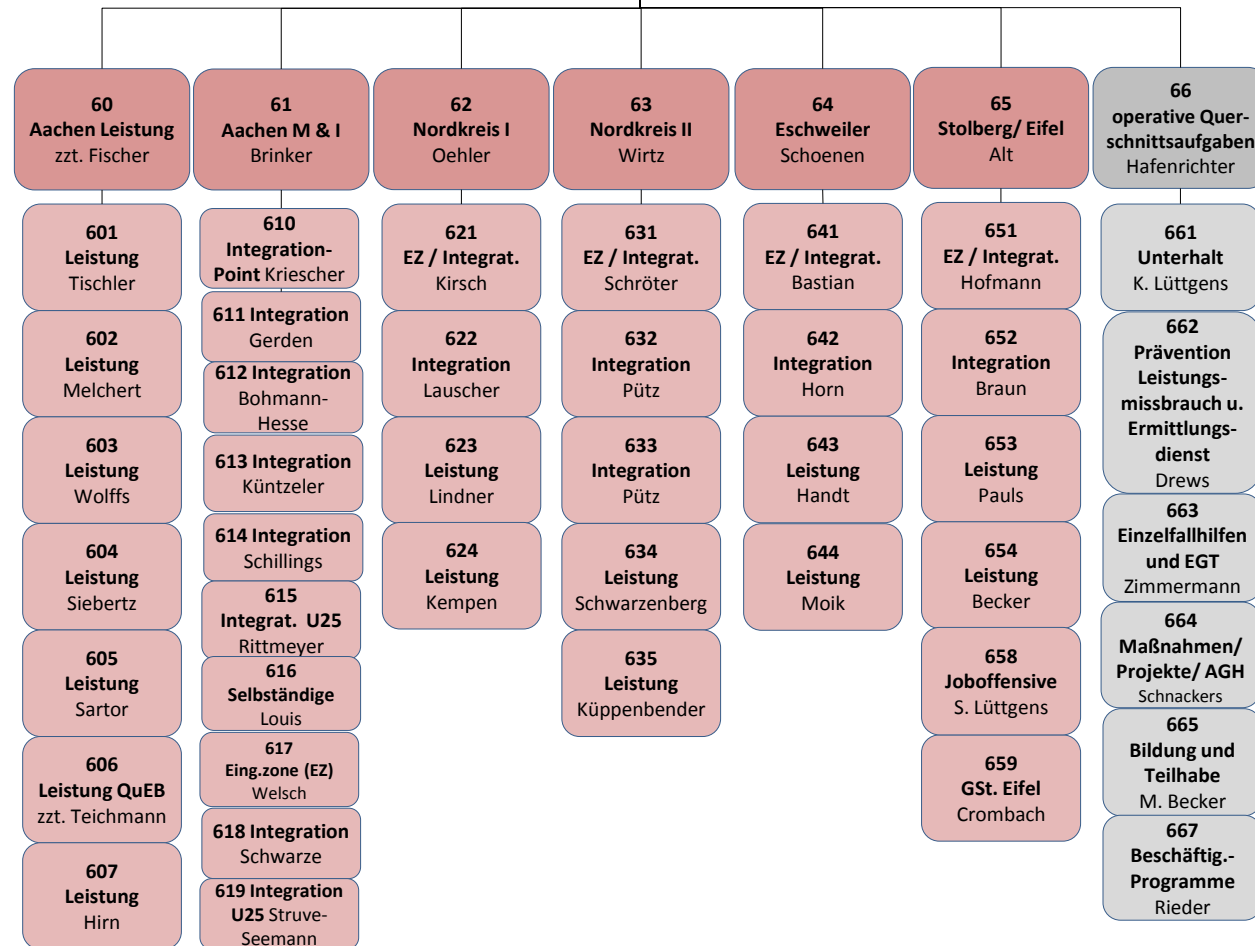 60
Aachen Leistung
zzt. Fischer
61
Aachen M & I
Brinker
62
Nordkreis I
Oehler
63
Nordkreis II
Wirtz
64
Eschweiler
Schoenen
65
Stolberg/ Eifel
Alt
66
operative Quer-
schnittsaufgaben
Hafenrichter
601
Leistung
Tischler
602
Leistung
Melchert
603
Leistung
Wolffs
604
Leistung
Siebertz
605
Leistung
Sartor
606
Leistung QuEB
zzt. Teichmann
607
Leistung
Hirn
610
Integration-
Point Kriescher
611 Integration
Gerden
612 Integration
Bohmann-
Hesse
613 Integration
Küntzeler
614 Integration
Schillings
615
Integrat. U25
Rittmeyer
616
Selbständige
Louis
617
Eing.zone (EZ)
Welsch
618 Integration
Schwarze
619 Integration
U25 Struve-
Seemann
621
EZ / Integrat.
Kirsch
622
Integration
Lauscher
623
Leistung
Lindner
624
Leistung
Kempen
631
EZ / Integrat.
Schröter
632
Integration
Pütz
633
Integration
Pütz
634
Leistung
Schwarzenberg
635
Leistung
Küppenbender
641
EZ / Integrat.
Bastian
642
Integration
Horn
643
Leistung
Handt
644
Leistung
Moik
651
EZ / Integrat.
Hofmann
652
Integration
Braun
653
Leistung
Pauls
654
Leistung
Becker
658
Joboffensive
S. Lüttgens
659
GSt. Eifel
Crombach
661
Unterhalt
K. Lüttgens
662
Prävention
Leistungs-
missbrauch u.
Ermittlungs-
dienst
Drews
663
Einzelfallhilfen
und EGT
Zimmermann
664
Maßnahmen/
Projekte/ AGH
Schnackers
665
Bildung und
Teilhabe
M. Becker
667
Beschäftig.-
Programme
Rieder